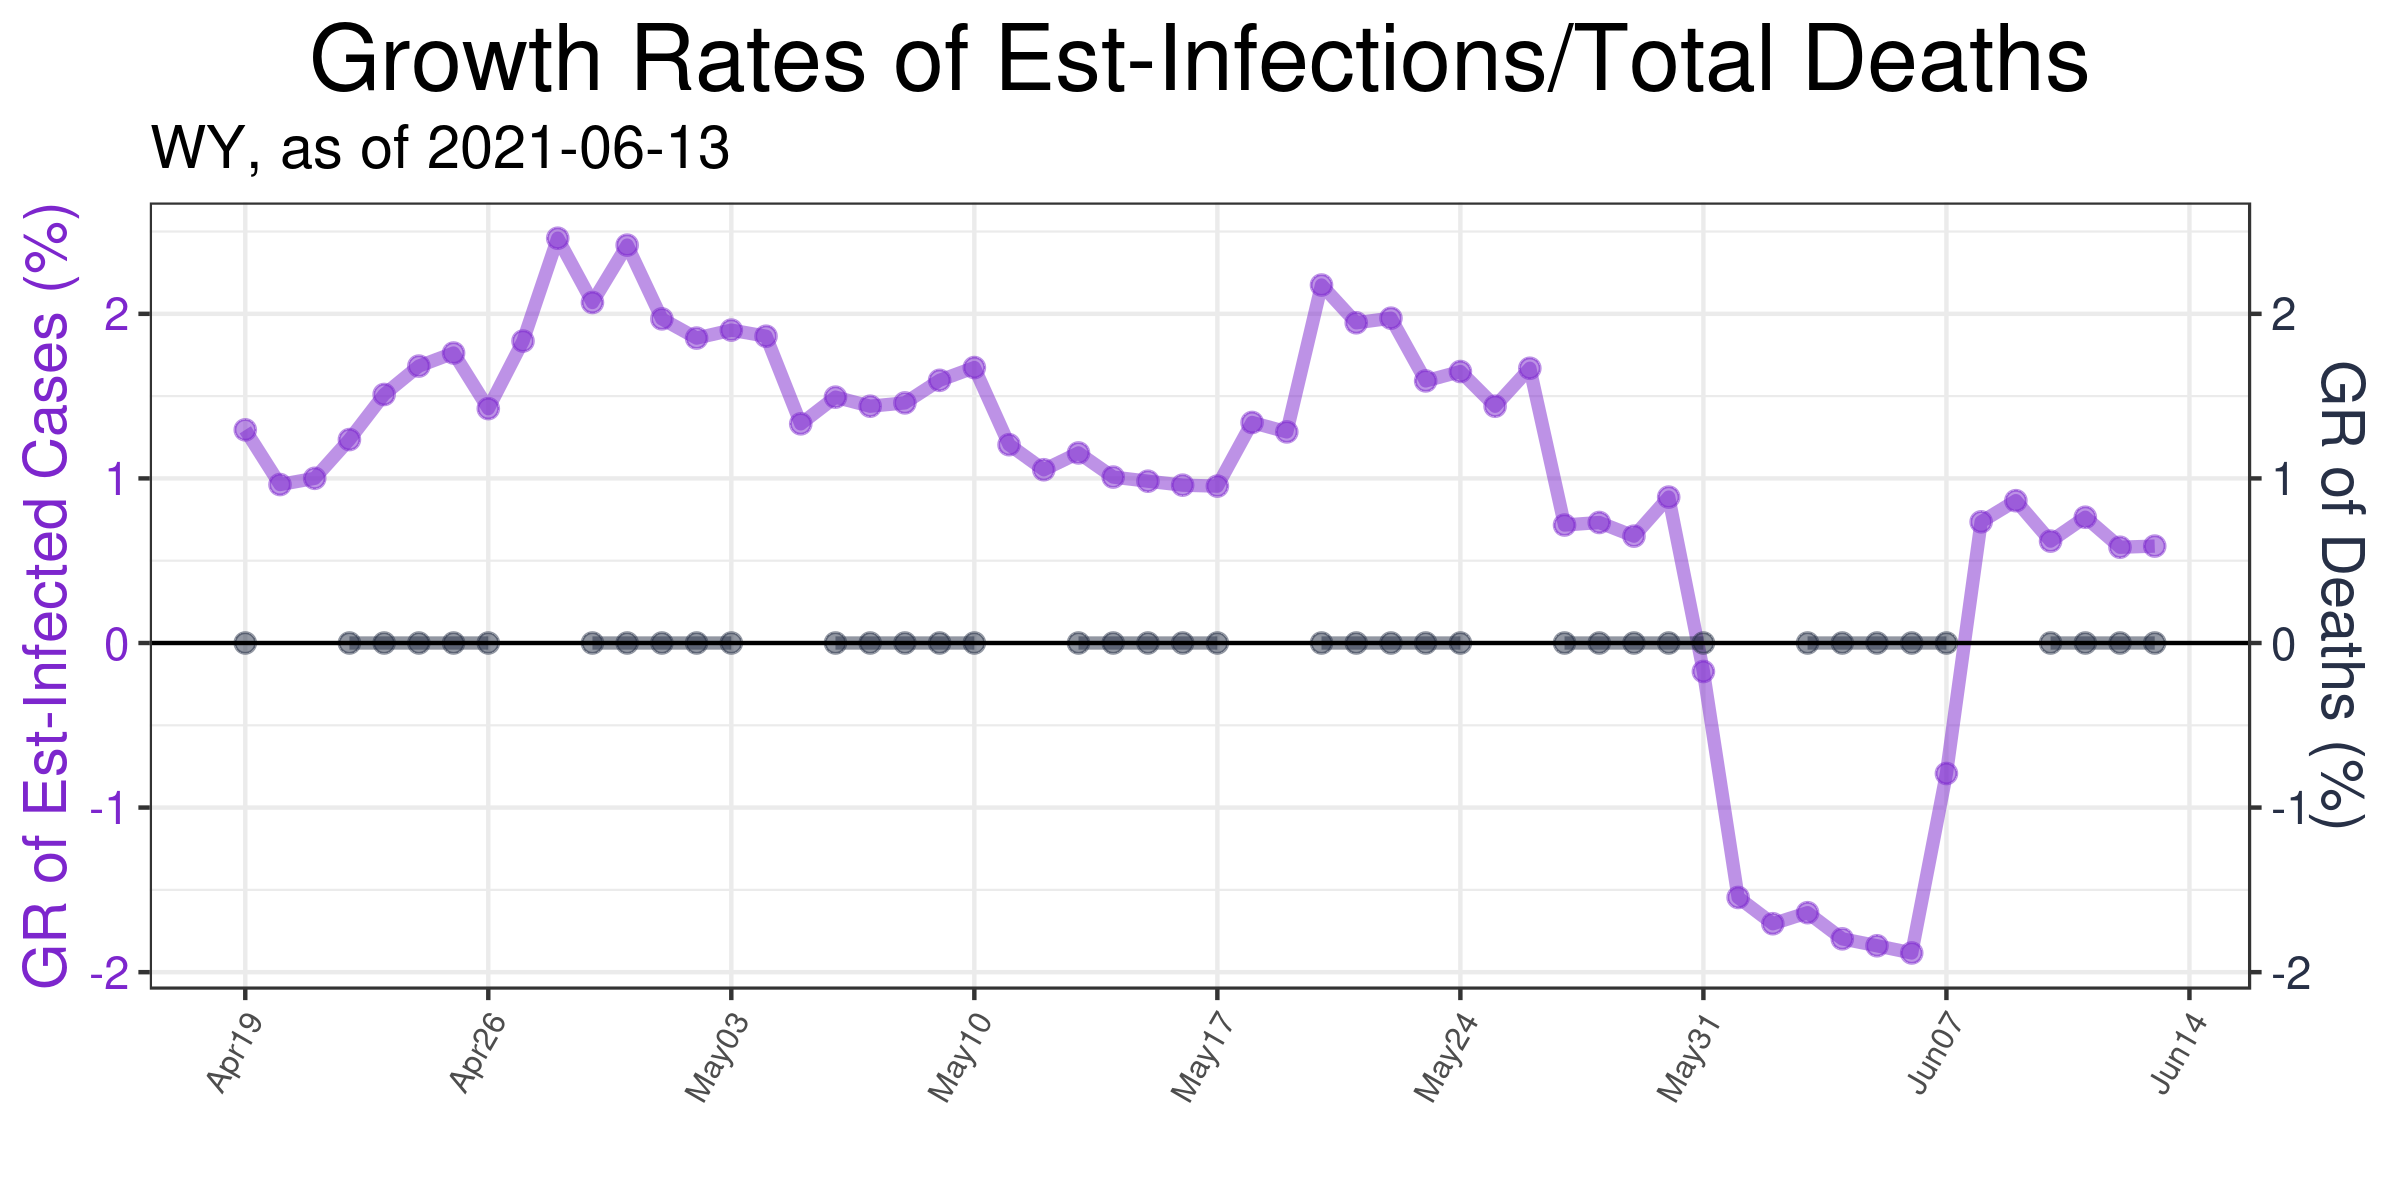 Growth Rates of Est-Infections/Total Deaths
WY, as of 2021-06-13
GR of Est-Infected Cases (%)
2
1
0
-1
-2
2
1
0
-1
-2
GR of Deaths (%)
Apr19
Apr26
May03
May10
May17
May24
May31
Jun07
Jun14